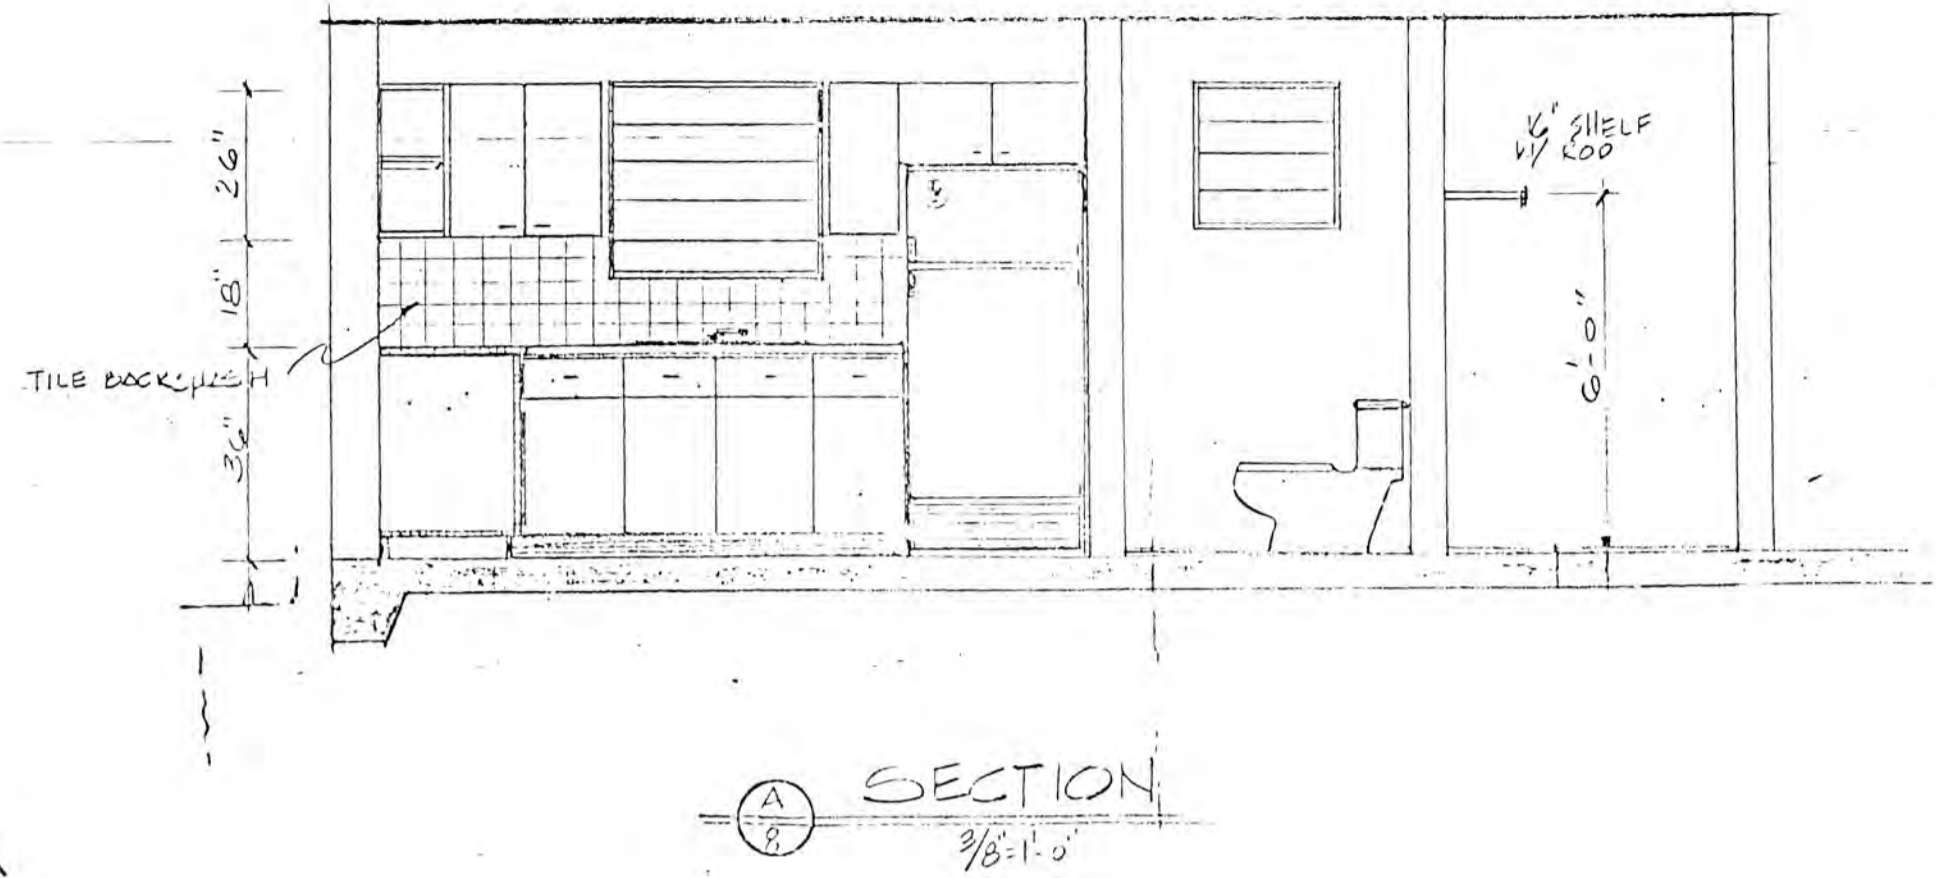 26"
18"
36"
TILE BACKSPLASH
16" SHELF
W/ ROD
6'-0"
A
8
SECTION
3/8"=1'-0"